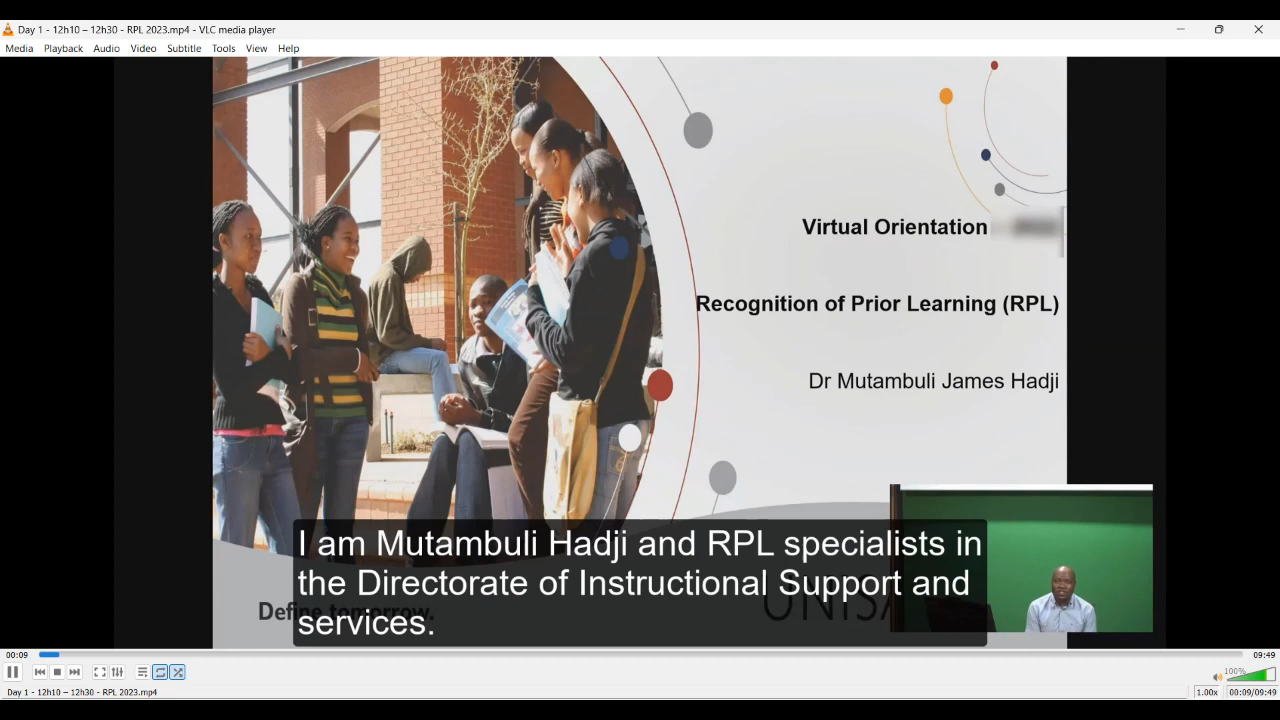 Day 1 - 12h10 – 12h30 - RPL 2023.mp4 - VLC media player
Media Playback Audio Video Subtitle Tools View Help
Virtual Orientation
Recognition of Prior Learning (RPL)
Dr Mutambuli James Hadji
I am Mutambuli Hadji and RPL specialists in
the Directorate of Instructional Support and
services.
Define tomorrow.
UNISA
00:09
09:49
100%
Day 1 - 12h10 – 12h30 - RPL 2023.mp4
1.00x
00:09/09:49